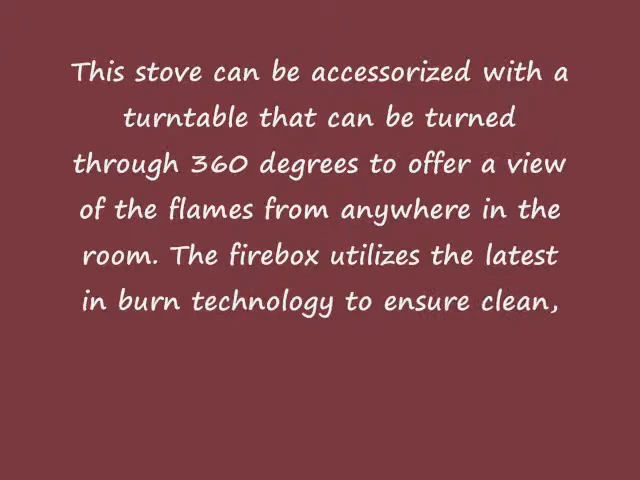 This stove can be accessorized with a
turntable that can be turned
through 360 degrees to offer a view
of the flames from anywhere in the
room. The firebox utilizes the latest
in burn technology to ensure clean,